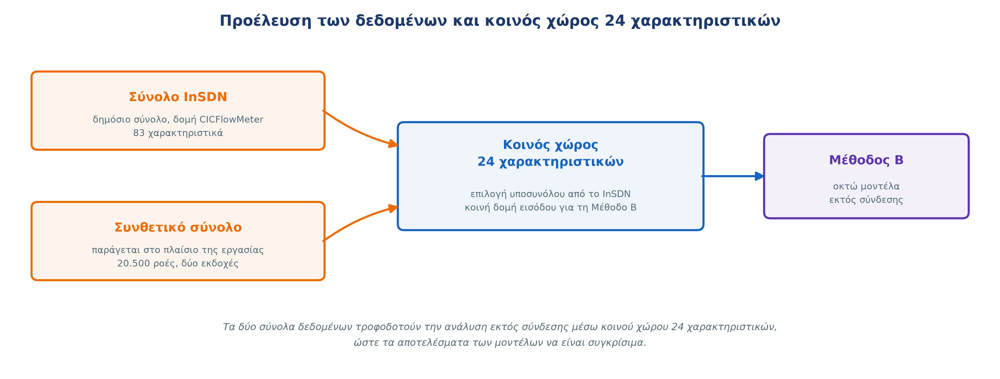 Προέλευση των δεδομένων και κοινός χώρος 24 χαρακτηριστικών
Σύνολο InSDN
δημόσιο σύνολο, δομή CICFlowMeter
83 χαρακτηριστικά
Συνθετικό σύνολο
παράγεται στο πλαίσιο της εργασίας
20.500 ροές, δύο εκδοχές
Κοινός χώρος
24 χαρακτηριστικών
επιλογή υποσυνόλου από το InSDN
κοινή δομή εισόδου για τη Μέθοδο Β
Μέθοδος Β
οκτώ μοντέλα
εκτός σύνδεσης
Τα δύο σύνολα δεδομένων τροφοδοτούν την ανάλυση εκτός σύνδεσης μέσω κοινού χώρου 24 χαρακτηριστικών,
ώστε τα αποτελέσματα των μοντέλων να είναι συγκρίσιμα.